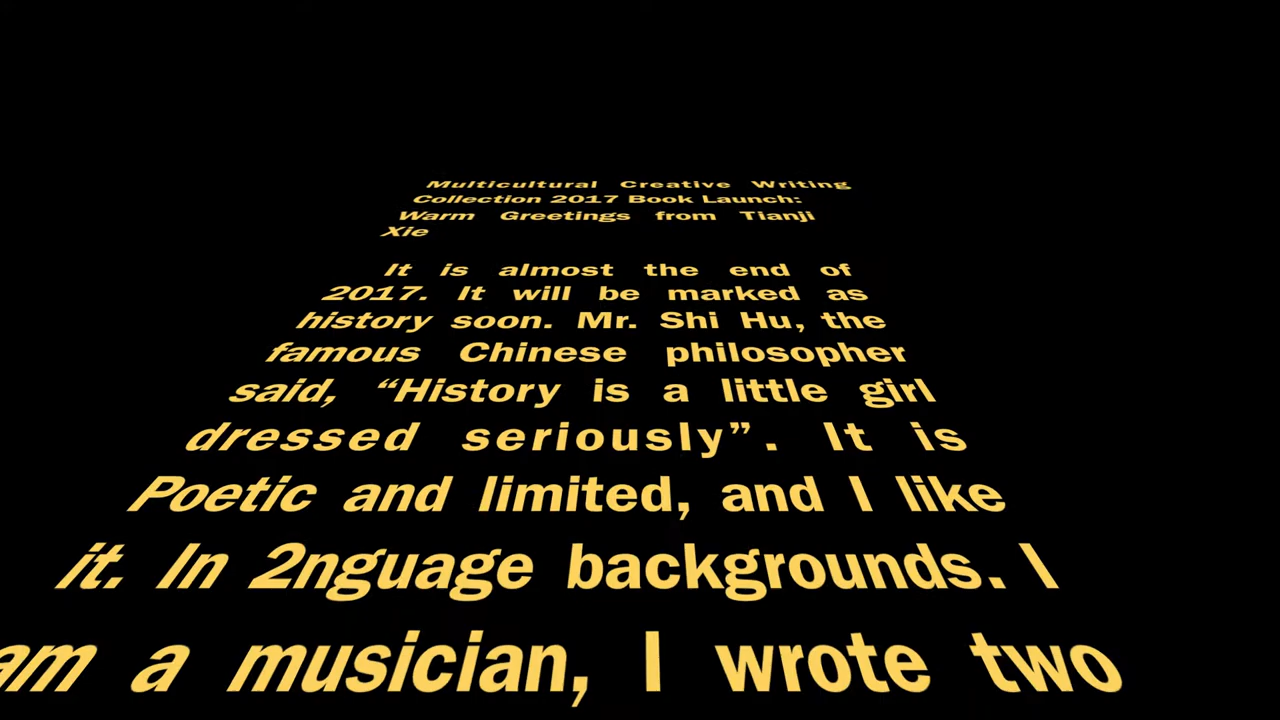 Multicultural Creative Writing
Collection 2017 Book Launch:
Warm Greetings from Tianji
Xie
It is almost the end of
2017. It will be marked as
history soon. Mr. Shi Hu, the
famous Chinese philosopher
said, “History is a little girl
dressed seriously”. It is
Poetic and limited, and I like
it. In 2nguage backgrounds. I
am a musician, I wrote two